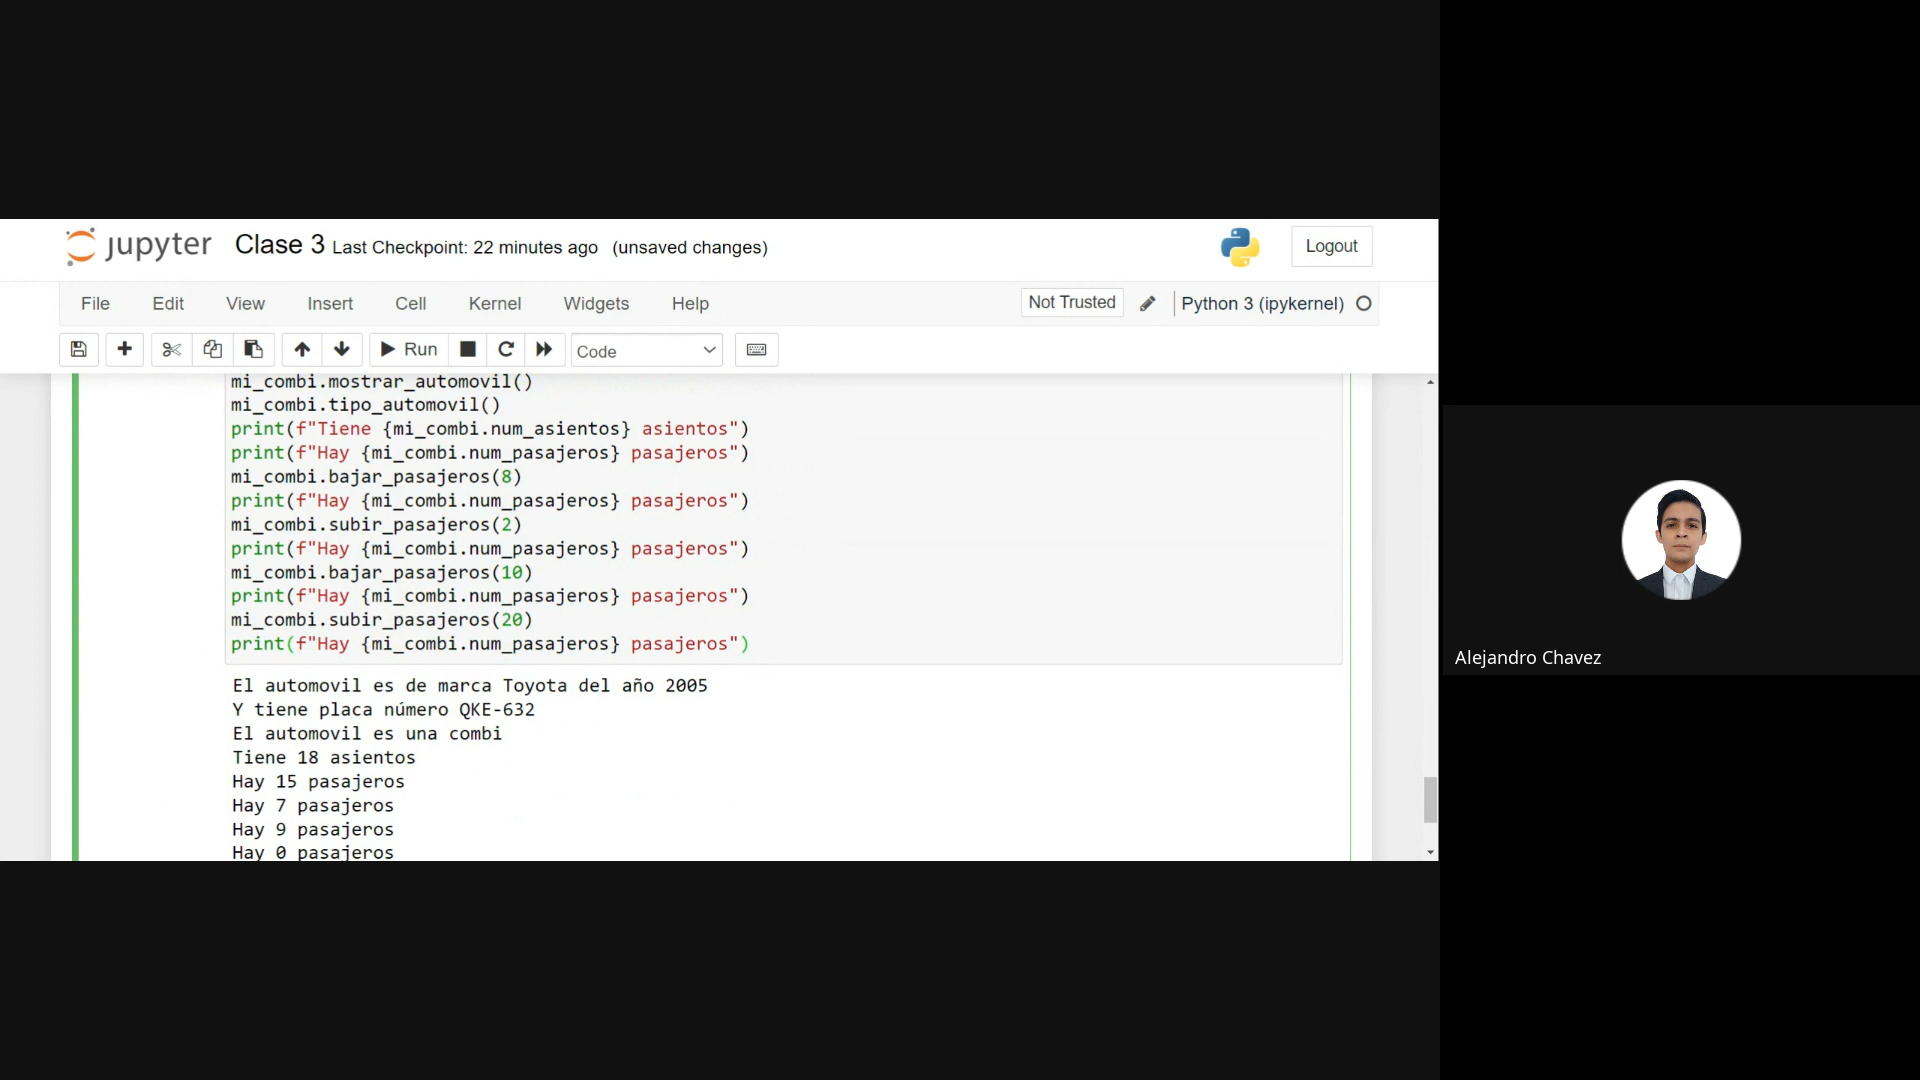 jupyter Clase 3 Last Checkpoint: 22 minutes ago (unsaved changes)
Logout
File Edit View Insert Cell Kernel Widgets Help
Not Trusted
Python 3 (ipykernel)
Run
Code
mi_combi.mostrar_automovil()
mi_combi.tipo_automovil()
print(f"Tiene {mi_combi.num_asientos} asientos")
print(f"Hay {mi_combi.num_pasajeros} pasajeros")
mi_combi.bajar_pasajeros(8)
print(f"Hay {mi_combi.num_pasajeros} pasajeros")
mi_combi.subir_pasajeros(2)
print(f"Hay {mi_combi.num_pasajeros} pasajeros")
mi_combi.bajar_pasajeros(10)
print(f"Hay {mi_combi.num_pasajeros} pasajeros")
mi_combi.subir_pasajeros(20)
print(f"Hay {mi_combi.num_pasajeros} pasajeros")
El automovil es de marca Toyota del año 2005
Y tiene placa número QKE-632
El automovil es una combi
Tiene 18 asientos
Hay 15 pasajeros
Hay 7 pasajeros
Hay 9 pasajeros
Hay 0 pasajeros
Alejandro Chavez